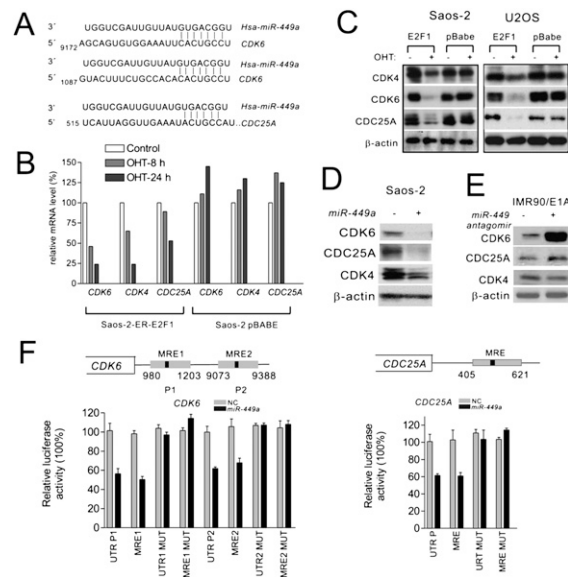 A
3´ UGGUCGAUUGUUAUGUGACGGU Hsa-miR-449a
5´ AGCAGUGUGGAAAUUCACUGCCU CDK6
9172
UGGUCGAUUGUUAUGUGACGGU Hsa-miR-449a
5´ GUACUUUCUGCCACACACUGCCU CDK6
1087
3´ UGGUCGAUUGUUAUGUGACGGU Hsa-miR-449a
515 UCAUUAGGUUGAAAUACUGCCAU.. CDC25A
B
Control
OHT-8 h
OHT-24 h
relative mRNA level (%)
150
125
100
75
50
25
0
CDK6 CDK4 CDC25A CDK6 CDK4 CDC25A
Saos-2-ER-E2F1 Saos-2 pBABE
C
Saos-2 U2OS
E2F1 pBabe E2F1 pBabe
OHT: - + - + - + - +
CDK4
CDK6
CDC25A
β-actin
D
Saos-2
miR-449a - +
CDK6
CDC25A
CDK4
β-actin
E
IMR90/E1A
miR-449 antagomir - +
CDK6
CDC25A
CDK4
β-actin
F
CDK6 MRE1 MRE2
980 1203 9073 9388
P1 P2
CDK6
NC
miR-449a
Relative luciferase activity (100%)
120
100
80
60
40
20
0
UTR P1 MRE1 UTR1 MUT MRE1 MUT UTR P2 MRE2 UTR2 MUT MRE2 MUT
CDC25A MRE
405 621
CDC25A
NC
miR-449a
Relative luciferase activity (100%)
120
100
80
60
40
20
0
UTR P MRE URT MUT MRE MUT